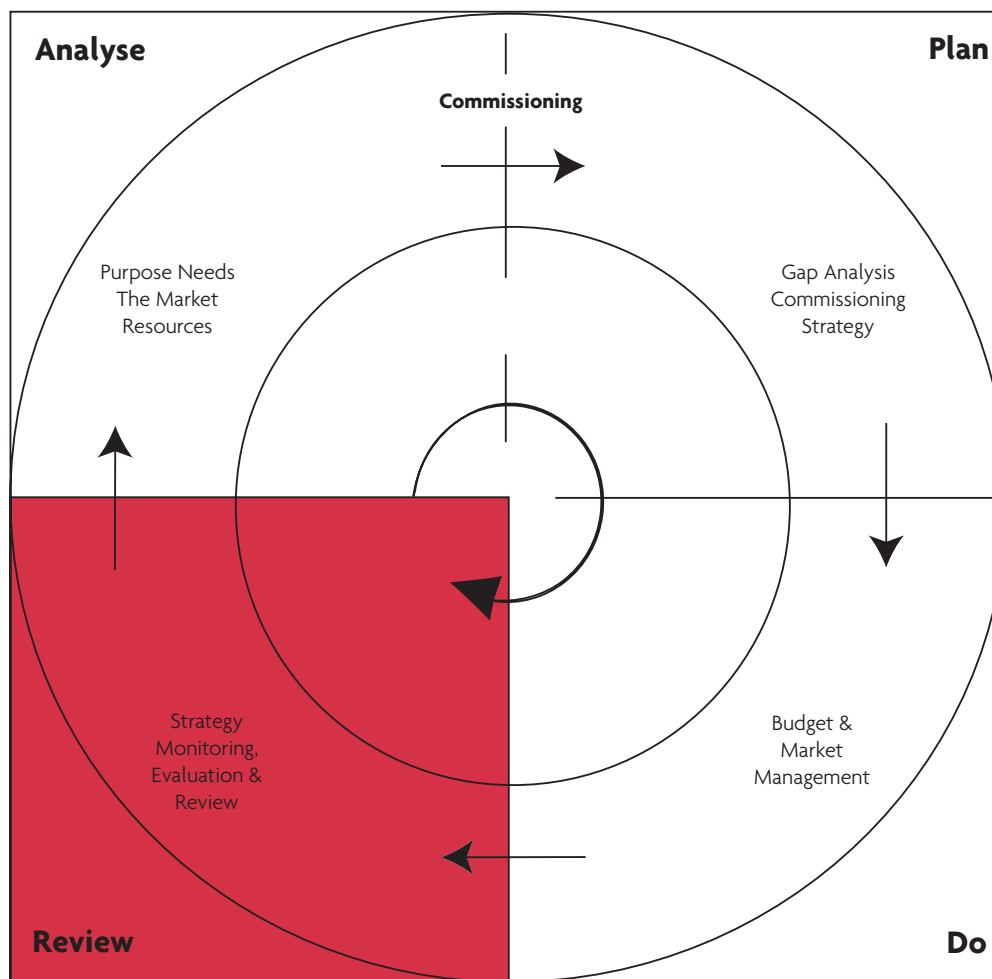 Analyse
Plan
Commissioning
Purpose Needs
The Market
Resources
Gap Analysis
Commissioning
Strategy
Strategy
Monitoring,
Evaluation &
Review
Budget &
Market
Management
Review
Do